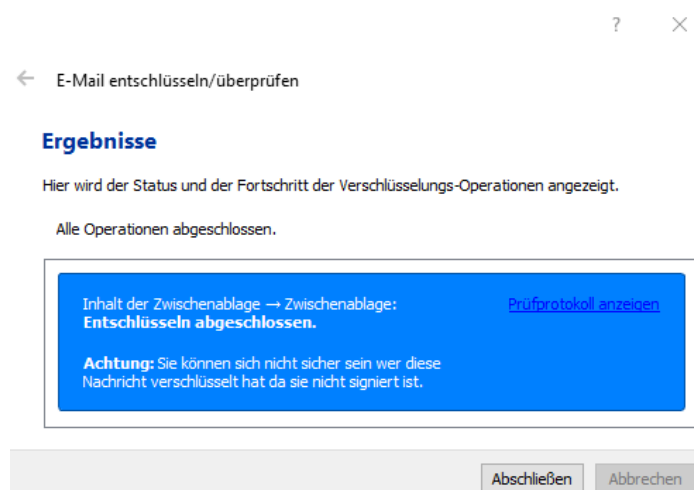 ?
E-Mail entschlüsseln/überprüfen
Ergebnisse
Hier wird der Status und der Fortschritt der Verschlüsselungs-Operationen angezeigt.
Alle Operationen abgeschlossen.
Inhalt der Zwischenablage → Zwischenablage: Prüfprotokoll anzeigen
Entschlüsseln abgeschlossen.
Achtung: Sie können sich nicht sicher sein wer diese
Nachricht verschlüsselt hat da sie nicht signiert ist.
Abschließen Abbrechen